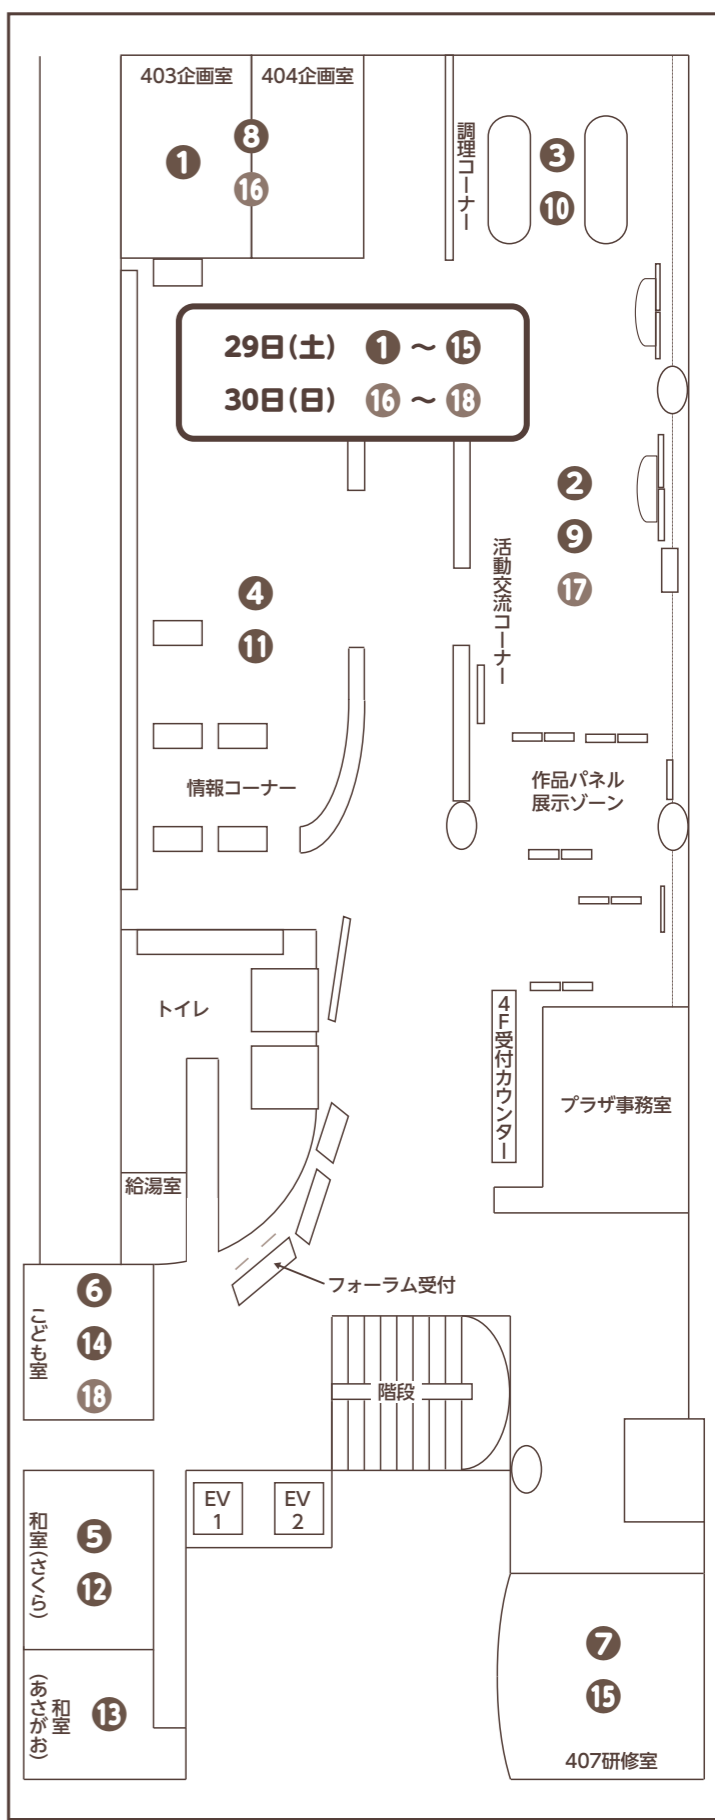 403企画室
404企画室
❶
❽
⓰
調理コーナー
❸
❿
29日(土) ❶ ～ ⓯
30日(日) ⓰ ～ ⓲
❷
❾
⓱
活動交流コーナー
❹
⓫
情報コーナー
作品パネル
展示ゾーン
トイレ
4F受付カウンター
プラザ事務室
給湯室
フォーラム受付
こども室
❻
⓮
⓲
階段
EV
1
EV
2
和室(さくら)
❺
⓬
和室
(あさがお)
⓭
❼
⓯
407研修室